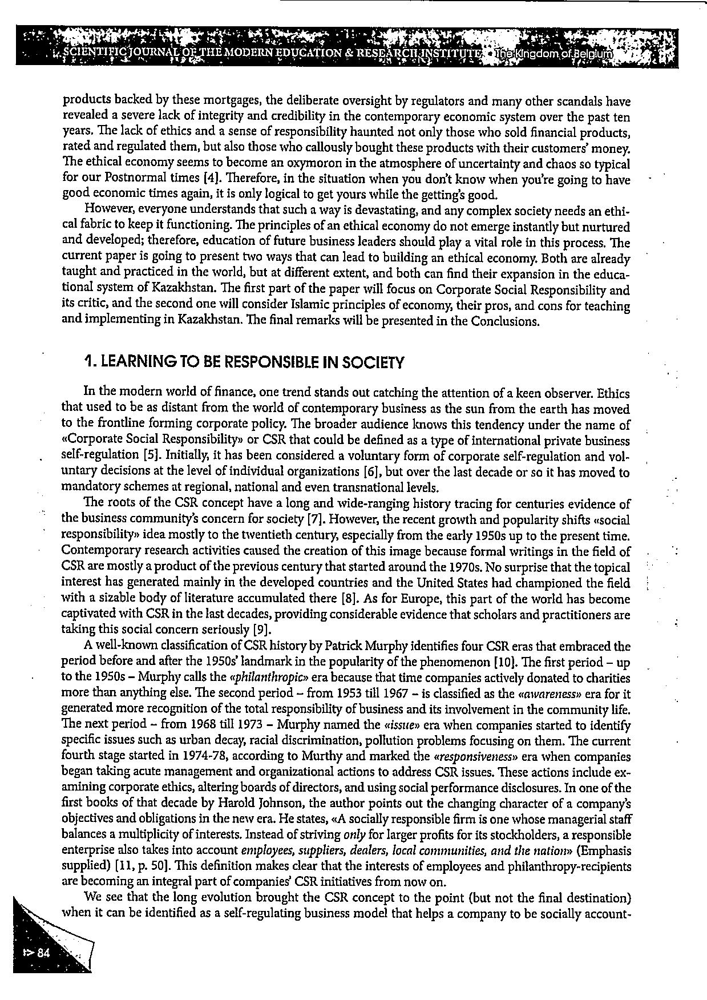 SCIENTIFIC JOURNAL OF THE MODERN EDUCATION & RESEARCH INSTITUTE • The Kingdom of Belgium
products backed by these mortgages, the deliberate oversight by regulators and many other scandals have
revealed a severe lack of integrity and credibility in the contemporary economic system over the past ten
years. The lack of ethics and a sense of responsibility haunted not only those who sold financial products,
rated and regulated them, but also those who callously bought these products with their customers' money.
The ethical economy seems to become an oxymoron in the atmosphere of uncertainty and chaos so typical
for our Postnormal times [4]. Therefore, in the situation when you don't know when you're going to have
good economic times again, it is only logical to get yours while the getting's good.
However, everyone understands that such a way is devastating, and any complex society needs an ethi-
cal fabric to keep it functioning. The principles of an ethical economy do not emerge instantly but nurtured
and developed; therefore, education of future business leaders should play a vital role in this process. The
current paper is going to present two ways that can lead to building an ethical economy. Both are already
taught and practiced in the world, but at different extent, and both can find their expansion in the educa-
tional system of Kazakhstan. The first part of the paper will focus on Corporate Social Responsibility and
its critic, and the second one will consider Islamic principles of economy, their pros, and cons for teaching
and implementing in Kazakhstan. The final remarks will be presented in the Conclusions.
1. LEARNING TO BE RESPONSIBLE IN SOCIETY
In the modern world of finance, one trend stands out catching the attention of a keen observer. Ethics
that used to be as distant from the world of contemporary business as the sun from the earth has moved
to the frontline forming corporate policy. The broader audience knows this tendency under the name of
«Corporate Social Responsibility» or CSR that could be defined as a type of international private business
self-regulation [5]. Initially, it has been considered a voluntary form of corporate self-regulation and vol-
untary decisions at the level of individual organizations [6], but over the last decade or so it has moved to
mandatory schemes at regional, national and even transnational levels.
The roots of the CSR concept have a long and wide-ranging history tracing for centuries evidence of
the business community's concern for society [7]. However, the recent growth and popularity shifts «social
responsibility» idea mostly to the twentieth century, especially from the early 1950s up to the present time.
Contemporary research activities caused the creation of this image because formal writings in the field of
CSR are mostly a product of the previous century that started around the 1970s. No surprise that the topical
interest has generated mainly in the developed countries and the United States had championed the field
with a sizable body of literature accumulated there [8]. As for Europe, this part of the world has become
captivated with CSR in the last decades, providing considerable evidence that scholars and practitioners are
taking this social concern seriously [9].
A well-known classification of CSR history by Patrick Murphy identifies four CSR eras that embraced the
period before and after the 1950s' landmark in the popularity of the phenomenon [10]. The first period – up
to the 1950s – Murphy calls the «philanthropic» era because that time companies actively donated to charities
more than anything else. The second period – from 1953 till 1967 – is classified as the «awareness» era for it
generated more recognition of the total responsibility of business and its involvement in the community life.
The next period – from 1968 till 1973 – Murphy named the «issue» era when companies started to identify
specific issues such as urban decay, racial discrimination, pollution problems focusing on them. The current
fourth stage started in 1974-78, according to Murthy and marked the «responsiveness» era when companies
began taking acute management and organizational actions to address CSR issues. These actions include ex-
amining corporate ethics, altering boards of directors, and using social performance disclosures. In one of the
first books of that decade by Harold Johnson, the author points out the changing character of a company's
objectives and obligations in the new era. He states, «A socially responsible firm is one whose managerial staff
balances a multiplicity of interests. Instead of striving only for larger profits for its stockholders, a responsible
enterprise also takes into account employees, suppliers, dealers, local communities, and the nation» (Emphasis
supplied) [11, p. 50]. This definition makes clear that the interests of employees and philanthropy-recipients
are becoming an integral part of companies' CSR initiatives from now on.
We see that the long evolution brought the CSR concept to the point (but not the final destination)
when it can be identified as a self-regulating business model that helps a company to be socially account-
84